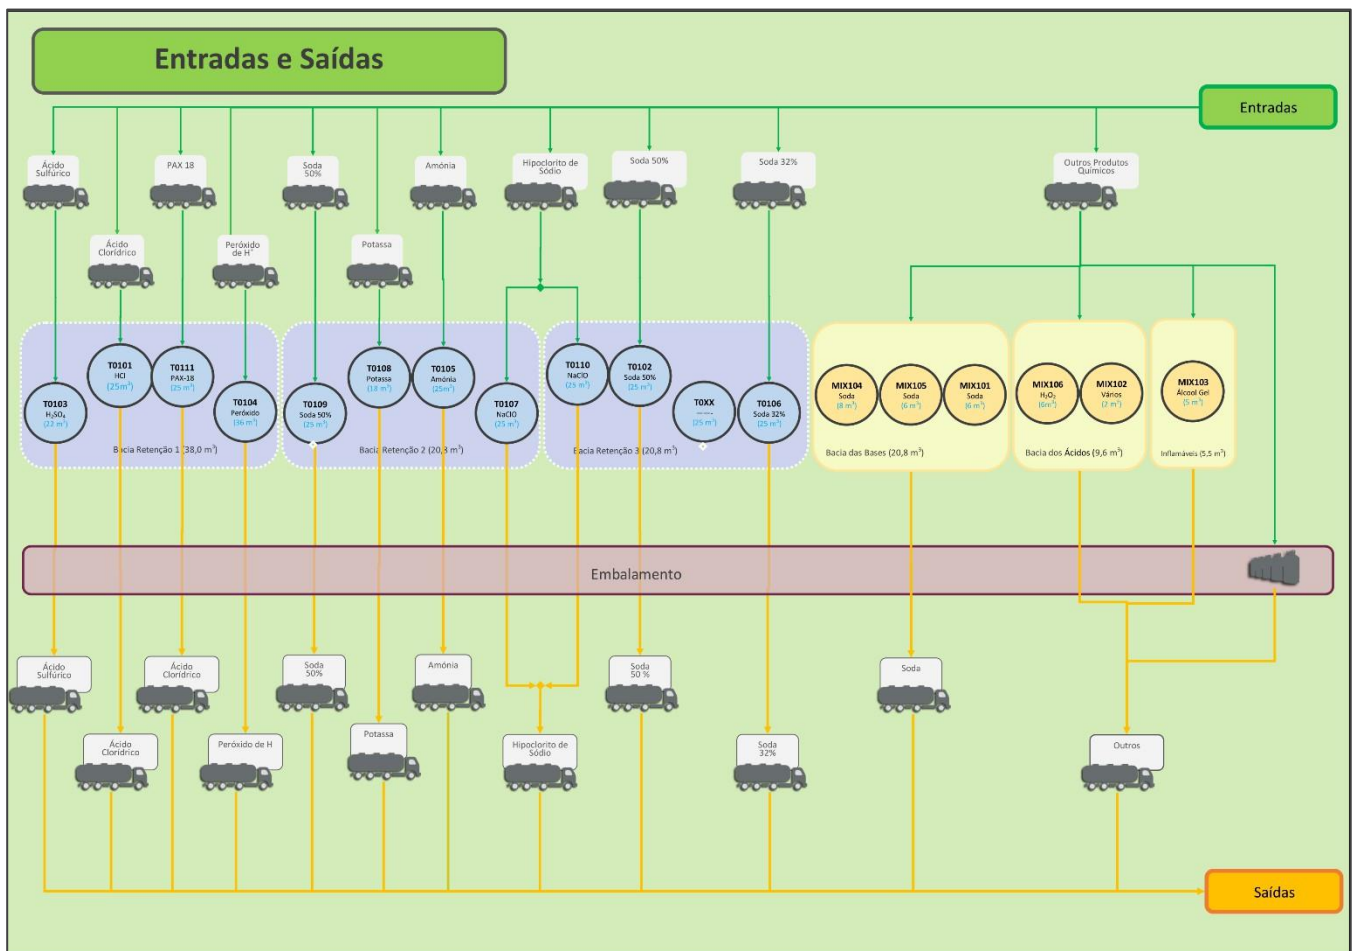 Entradas e Saídas
Entradas
Ácido
Sulfúrico
PAX 18
Soda
50%
Amónia
Hipoclorito de
Sódio
Soda 50%
Soda 32%
Outros Produtos
Químicos
Ácido
Clorídrico
Peróxido
de H⁺
Potassa
T0103
H₂SO₄
(22 m³)
T0101
HCl
(25m³)
T0111
PAX-18
(25 m³)
T0104
Peróxido
(36 m³)
Bacia Retenção 1 (38,0 m³)
T0109
Soda 50%
(25 m³)
T0108
Potassa
(18 m³)
T0105
Amónia
(25m³)
T0107
NaClO
(25 m³)
Bacia Retenção 2 (20,8 m³)
T0110
NaClO
(25 m³)
T0102
Soda 50%
(25 m³)
T0XX
(25 m³)
T0106
Soda 32%
(25 m³)
Bacia Retenção 3 (20,8 m³)
MIX104
Soda
(8 m³)
MIX105
Soda
(6 m³)
MIX101
Soda
(6 m³)
Bacia das Bases (20,8 m³)
MIX106
H₂O₂
(6m³)
MIX102
Vários
(2 m³)
Bacia dos Ácidos (9,6 m³)
MIX103
Álcool Gel
(5 m³)
Inflamáveis (5,5 m³)
Embalamento
Ácido
Sulfúrico
Ácido
Clorídrico
Soda
50%
Amónia
Soda
50 %
Soda
Ácido
Clorídrico
Peróxido de H
Potassa
Hipoclorito de
Sódio
Soda
32%
Outros
Saídas